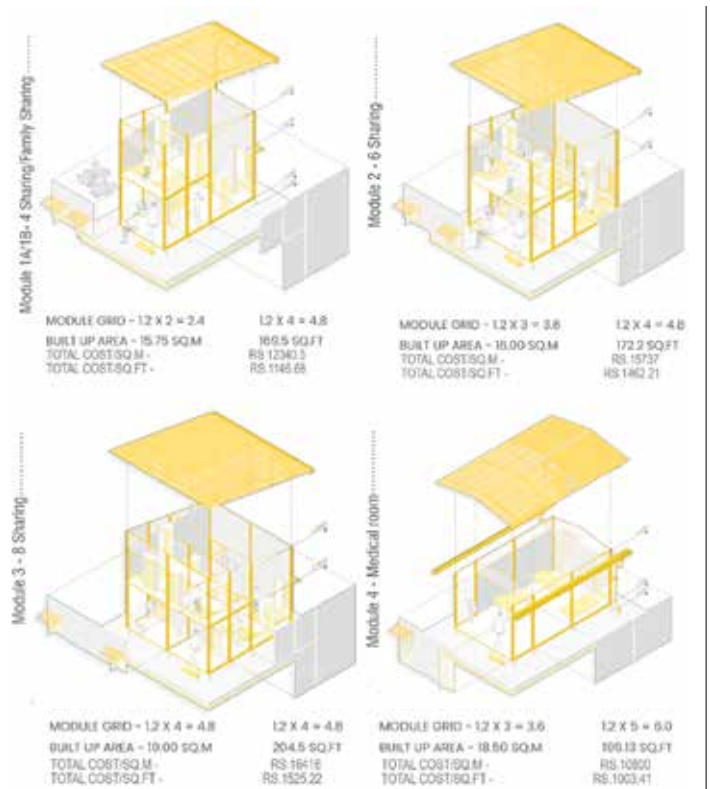 Module 1A/1B- 4 Sharing/Family Sharing
MODULE GRID - 1.2 X 2 = 2.4 1.2 X 4 = 4.8
BUILT UP AREA - 15.75 SQ.M 169.5 SQ.FT
TOTAL COST/SQ.M - RS 12340.5
TOTAL COST/SQ.FT - RS.1146.68
Module 2 - 6 Sharing
MODULE GRID - 1.2 X 3 = 3.6 1.2 X 4 = 4.8
BUILT UP AREA - 16.00 SQ.M 172.2 SQ.FT
TOTAL COST/SQ.M - RS.15737
TOTAL COST/SQ.FT - RS.1462.21
Module 3 - 8 Sharing
MODULE GRID - 1.2 X 4 = 4.8 1.2 X 4 = 4.8
BUILT UP AREA - 19.00 SQ.M 204.5 SQ.FT
TOTAL COST/SQ.M - RS.16416
TOTAL COST/SQ.FT - RS.1525.22
Module 4 - Medical room
MODULE GRID - 1.2 X 3 = 3.6 1.2 X 5 = 6.0
BUILT UP AREA - 18.50 SQ.M SQ.FT
TOTAL COST/SQ.M - RS.10800
TOTAL COST/SQ.FT - RS.1003.41